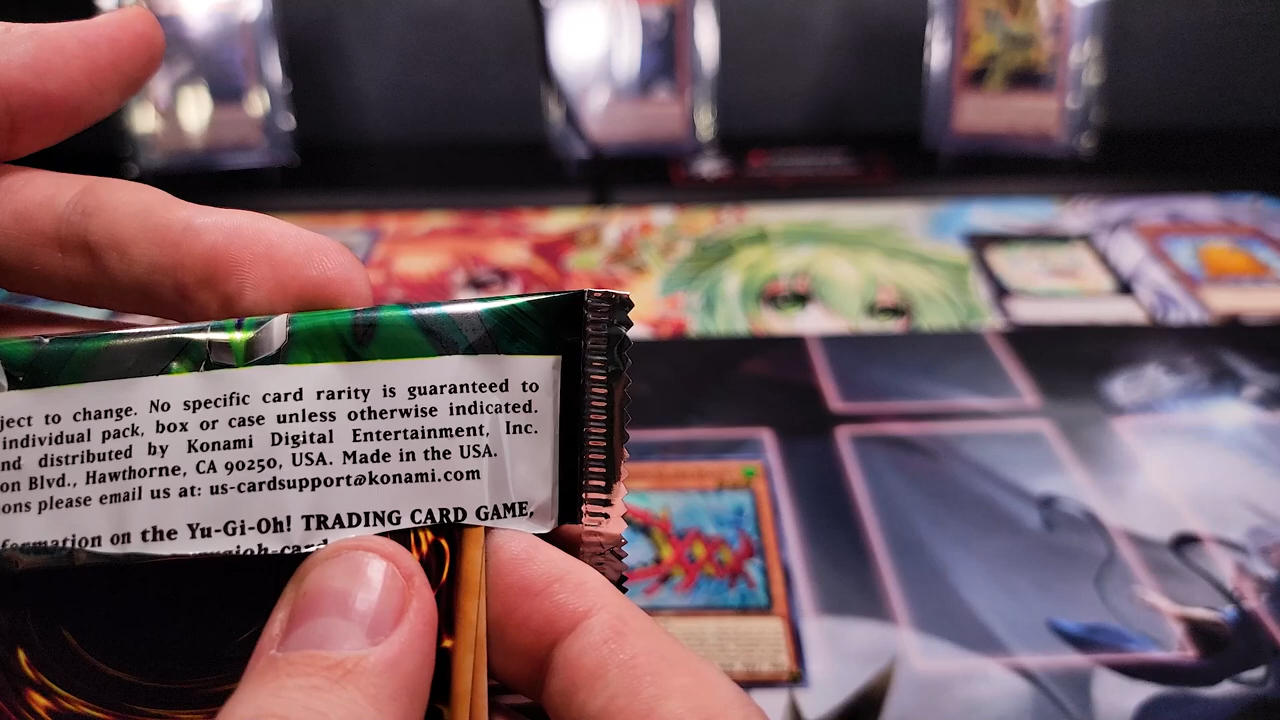 ject to change. No specific card rarity is guaranteed to
individual pack, box or case unless otherwise indicated.
nd distributed by Konami Digital Entertainment, Inc.
on Blvd., Hawthorne, CA 90250, USA. Made in the USA.
ons please email us at: us-cardsupport@konami.com
formation on the Yu-Gi-Oh! TRADING CARD GAME,